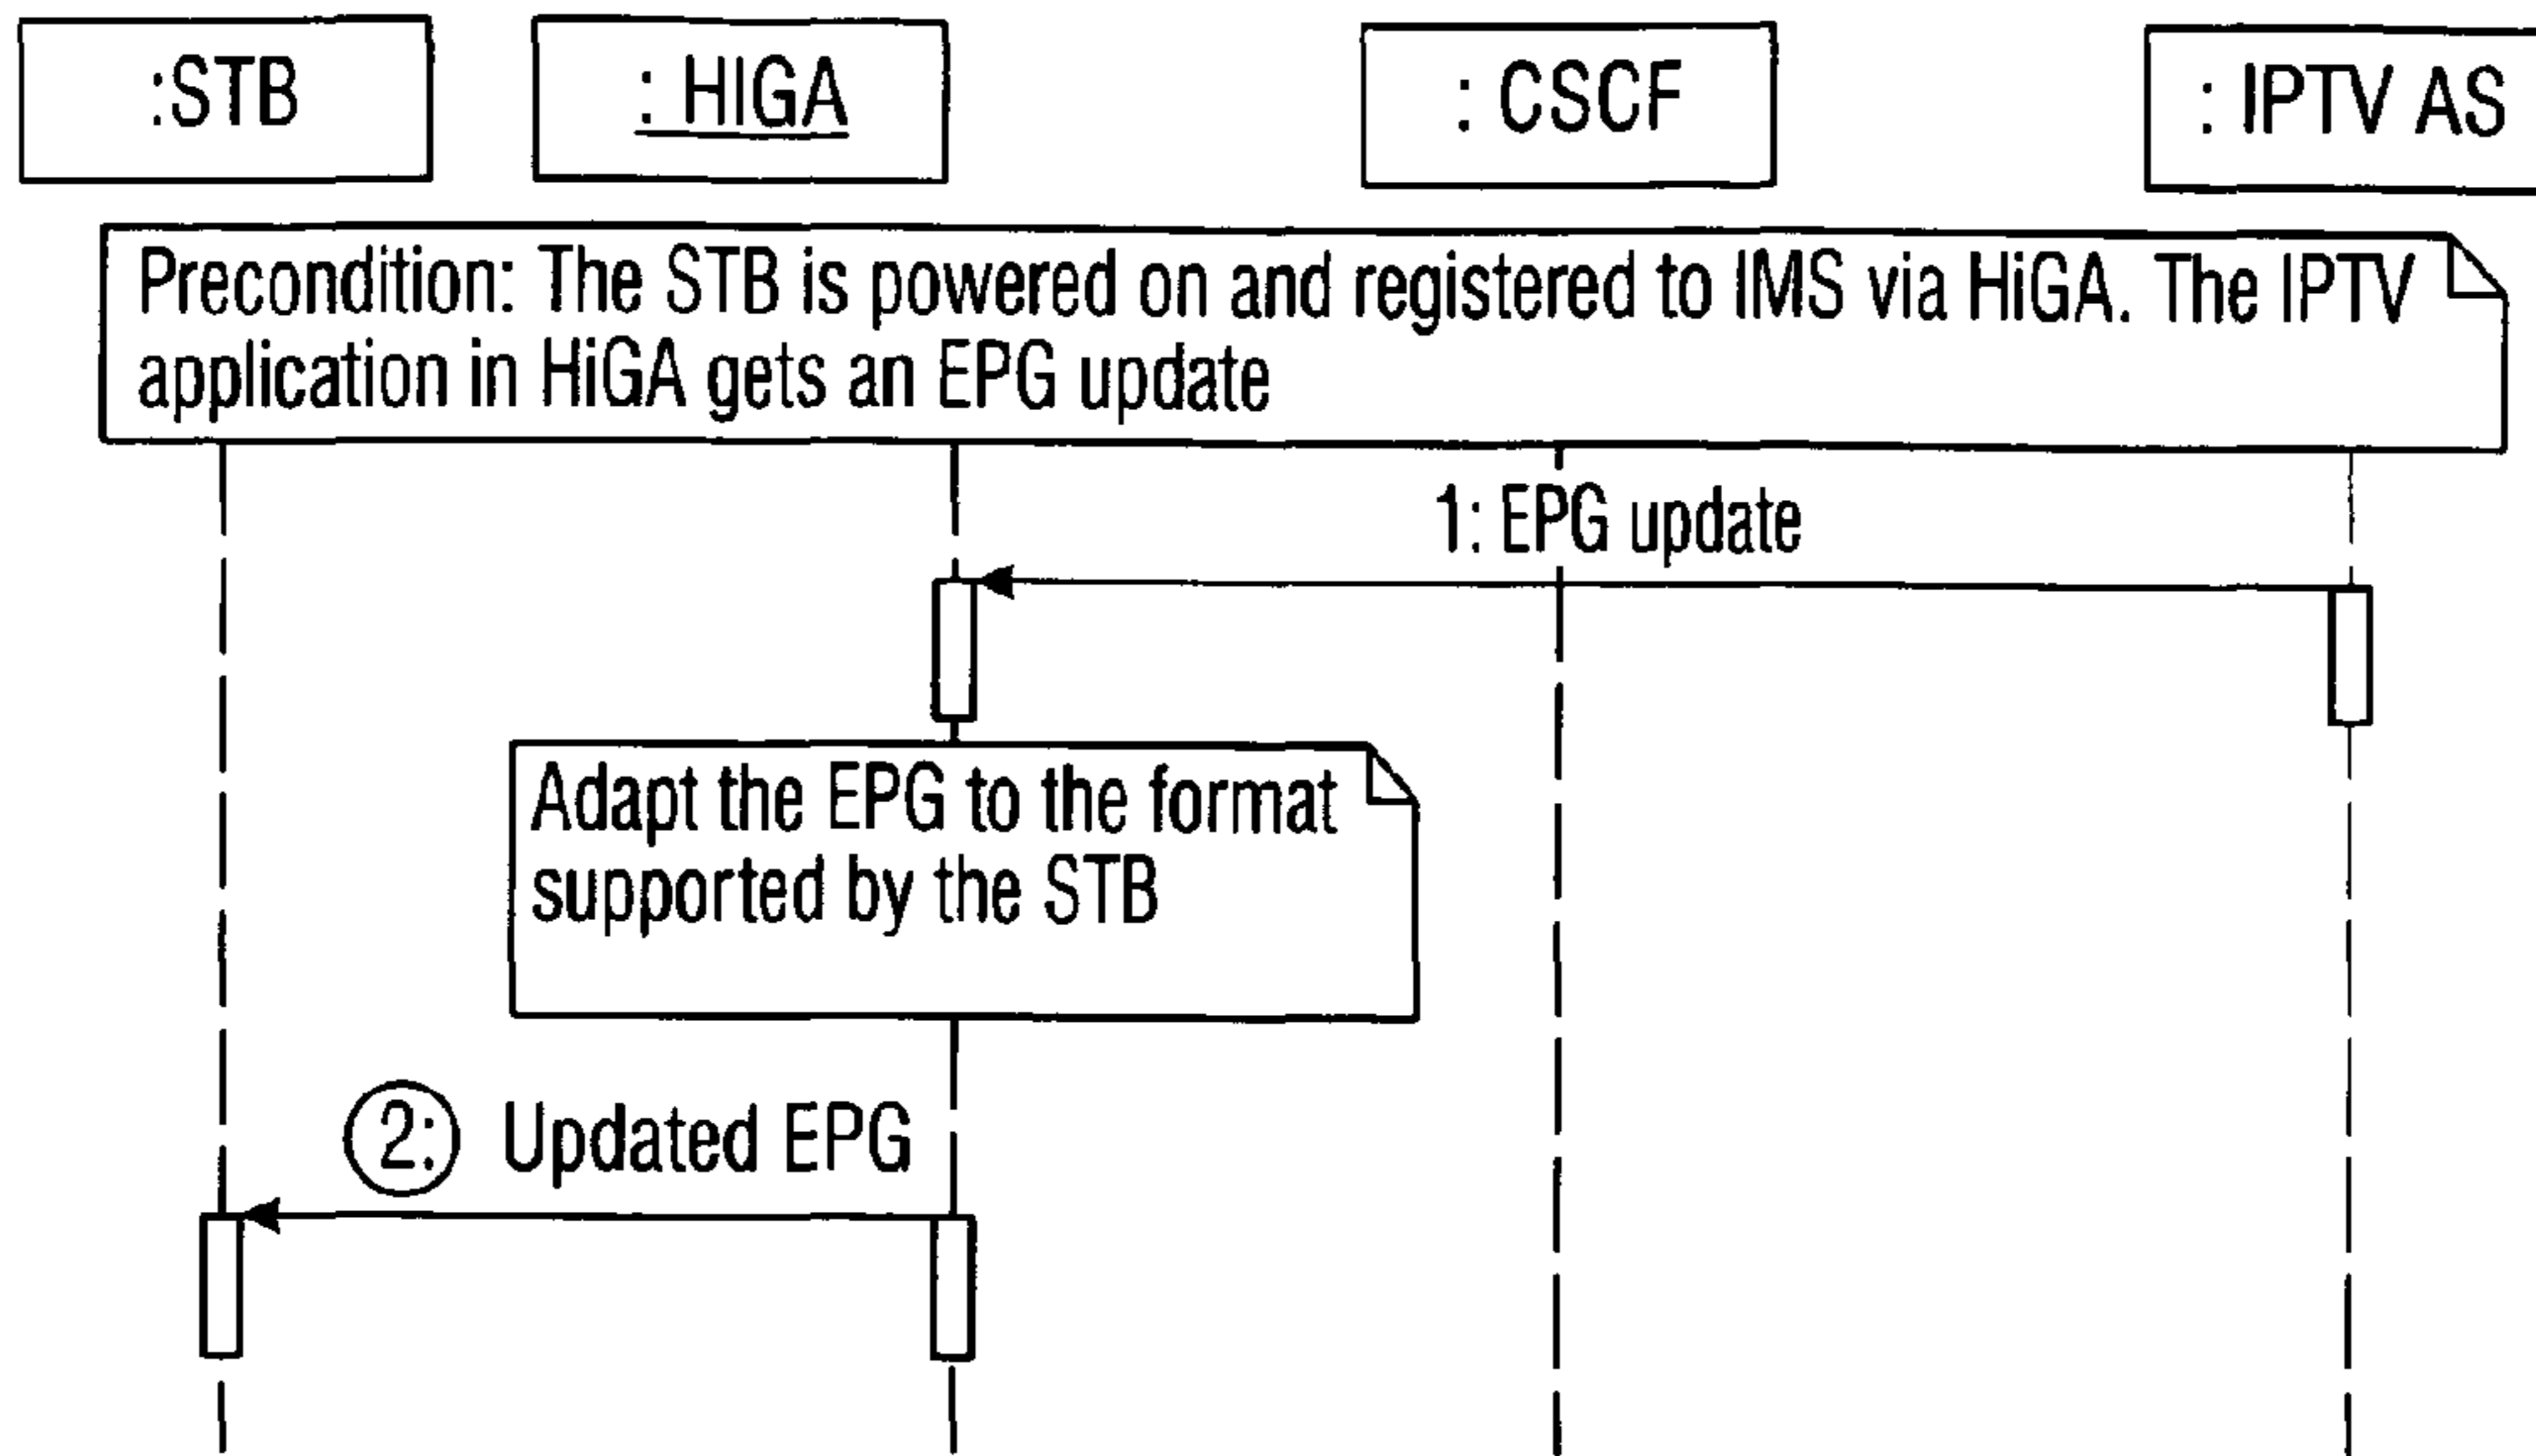 :STB
: HIGA
: CSCF
: IPTV AS
Precondition: The STB is powered on and registered to IMS via HiGA. The IPTV
application in HiGA gets an EPG update
1: EPG update
Adapt the EPG to the format
supported by the STB
2: Updated EPG